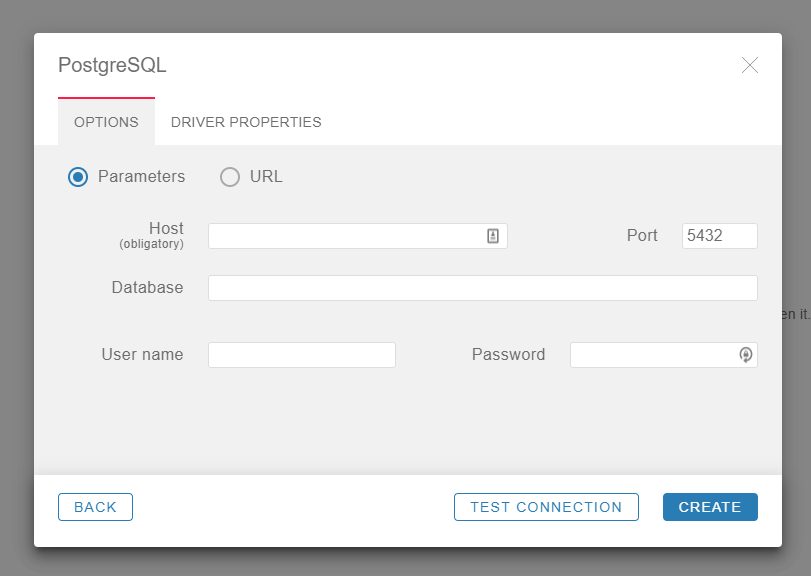 PostgreSQL
OPTIONS DRIVER PROPERTIES
Parameters URL
Host Port 5432
(obligatory)
Database
en it.
User name Password
BACK TEST CONNECTION CREATE